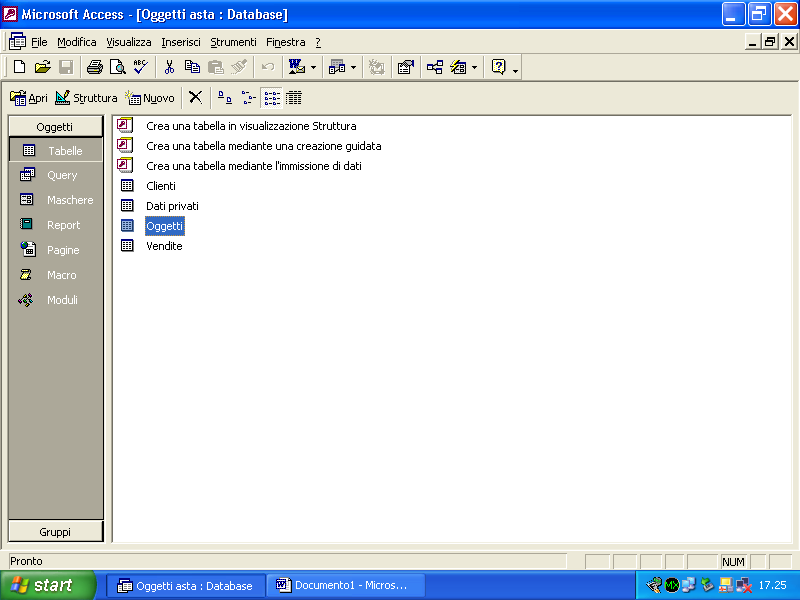 Microsoft Access - [Oggetti asta : Database]
File Modifica Visualizza Inserisci Strumenti Finestra ?
Apri Struttura Nuovo
Oggetti
Tabelle
Query
Maschere
Report
Pagine
Macro
Moduli
Gruppi
Crea una tabella in visualizzazione Struttura
Crea una tabella mediante una creazione guidata
Crea una tabella mediante l'immissione di dati
Clienti
Dati privati
Oggetti
Vendite
Pronto
NUM
start
Oggetti asta : Database
Documento1 - Micros...
17.25